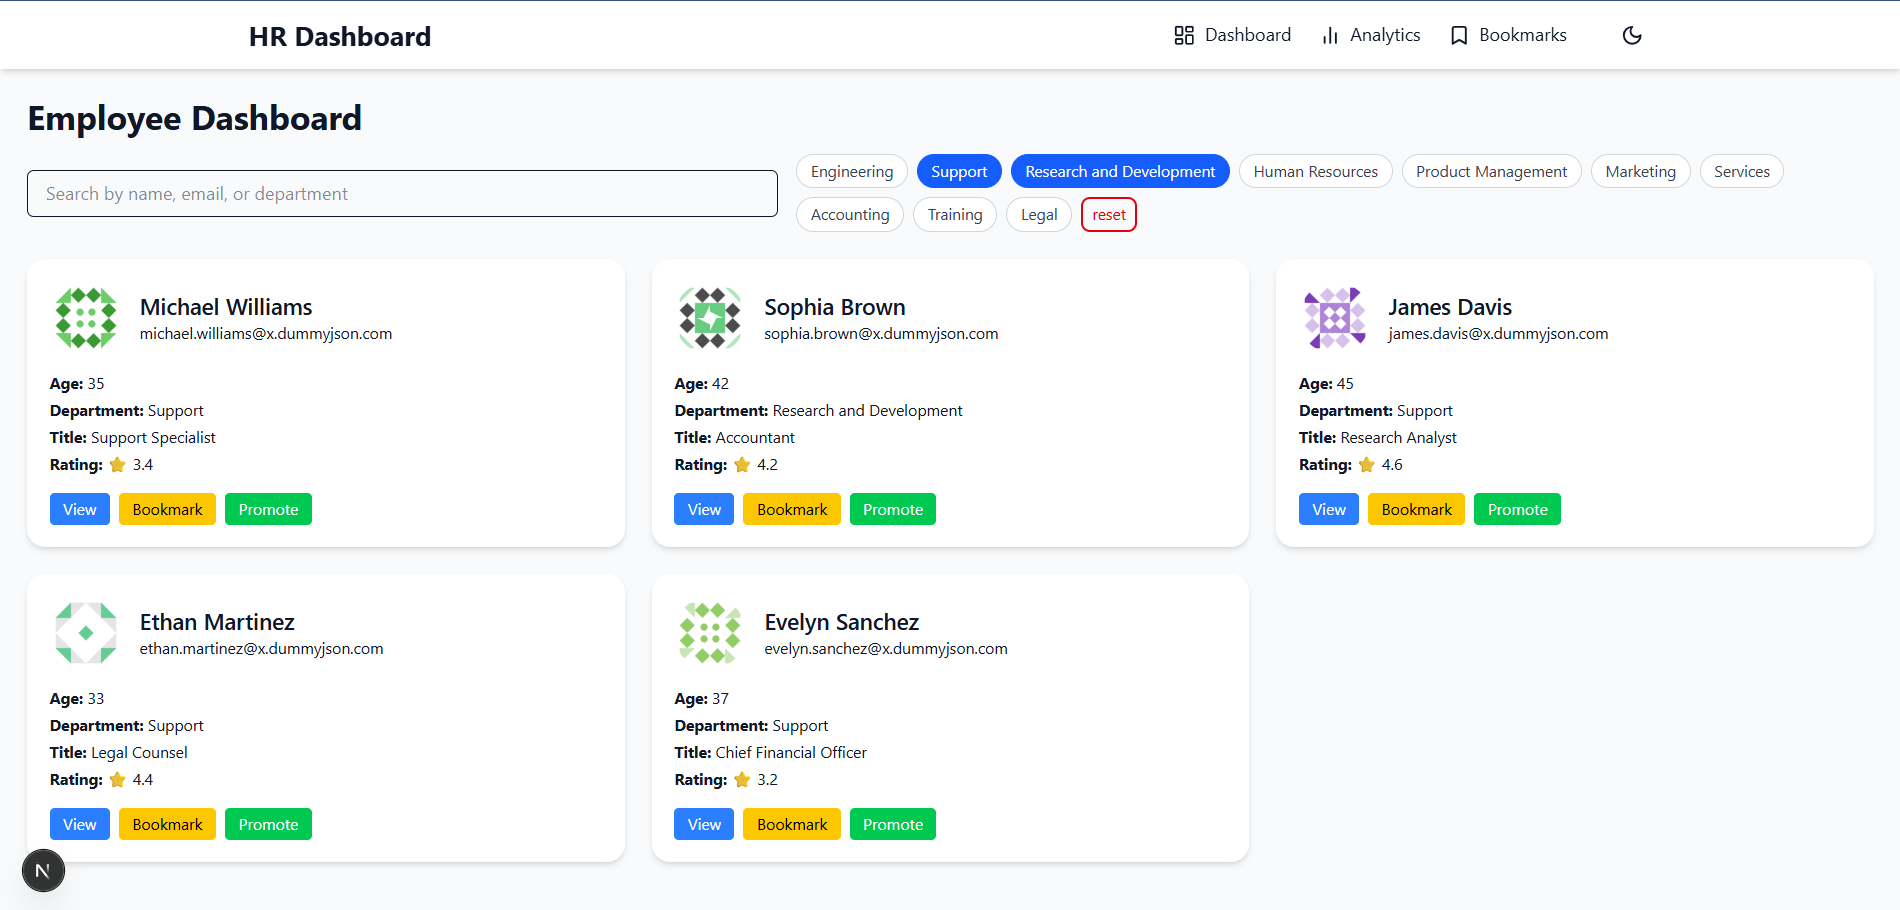 HR Dashboard
Dashboard Analytics Bookmarks
Employee Dashboard
Search by name, email, or department
Engineering Support Research and Development Human Resources Product Management Marketing Services
Accounting Training Legal reset
Michael Williams
michael.williams@x.dummyjson.com
Age: 35
Department: Support
Title: Support Specialist
Rating: 3.4
View Bookmark Promote
Sophia Brown
sophia.brown@x.dummyjson.com
Age: 42
Department: Research and Development
Title: Accountant
Rating: 4.2
View Bookmark Promote
James Davis
james.davis@x.dummyjson.com
Age: 45
Department: Support
Title: Research Analyst
Rating: 4.6
View Bookmark Promote
Ethan Martinez
ethan.martinez@x.dummyjson.com
Age: 33
Department: Support
Title: Legal Counsel
Rating: 4.4
View Bookmark Promote
Evelyn Sanchez
evelyn.sanchez@x.dummyjson.com
Age: 37
Department: Support
Title: Chief Financial Officer
Rating: 3.2
View Bookmark Promote
N